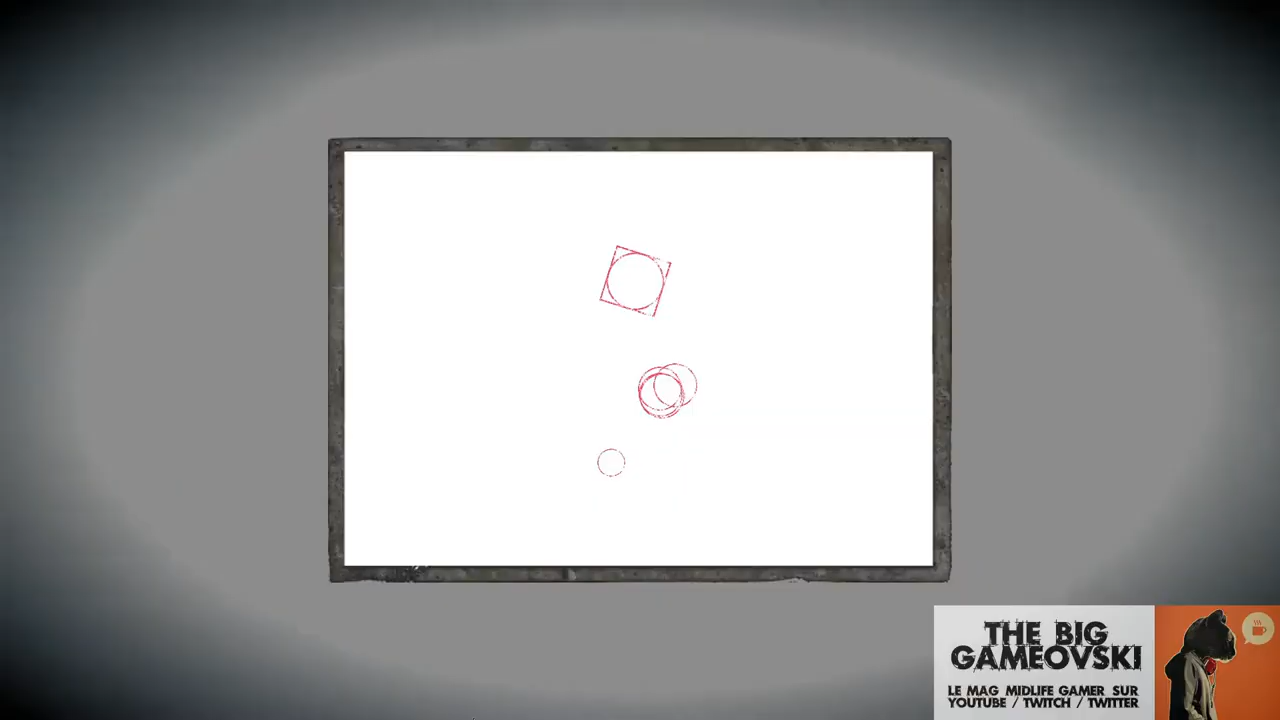 THE BIG
GAMEOVSKI
LE MAG MIDLIFE GAMER SUR
YOUTUBE / TWITCH / TWITTER